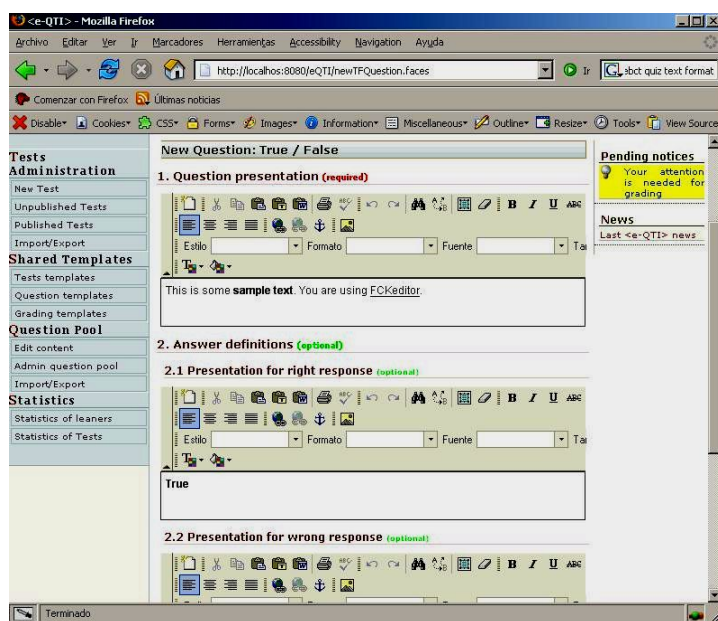 <e-QTI> - Mozilla Firefox
Archivo Editar Ver Ir Marcadores Herramientas Accessibility Navigation Ayuda
http://localhos:8080/eQTI/newTFQuestion.faces Ir ebct quiz text format
Comenzar con Firefox Últimas noticias
Disable Cookies CSS Forms Images Information Miscellaneous Outline Resize Tools View Source
Tests
Administration
New Test
Unpublished Tests
Published Tests
Import/Export
Shared Templates
Tests templates
Question templates
Grading templates
Question Pool
Edit content
Admin question pool
Import/Export
Statistics
Statistics of leaners
Statistics of Tests
New Question: True / False
1. Question presentation (required)
B I U ABC
Estilo Formato Fuente Ta
This is some sample text. You are using FCKeditor.
2. Answer definitions (optional)
2.1 Presentation for right response (optional)
B I U ABC
Estilo Formato Fuente Ta
True
2.2 Presentation for wrong response (optional)
B I U ABC
Pending notices
Your attention
is needed for
grading
News
Last <e-QTI> news
Terminado